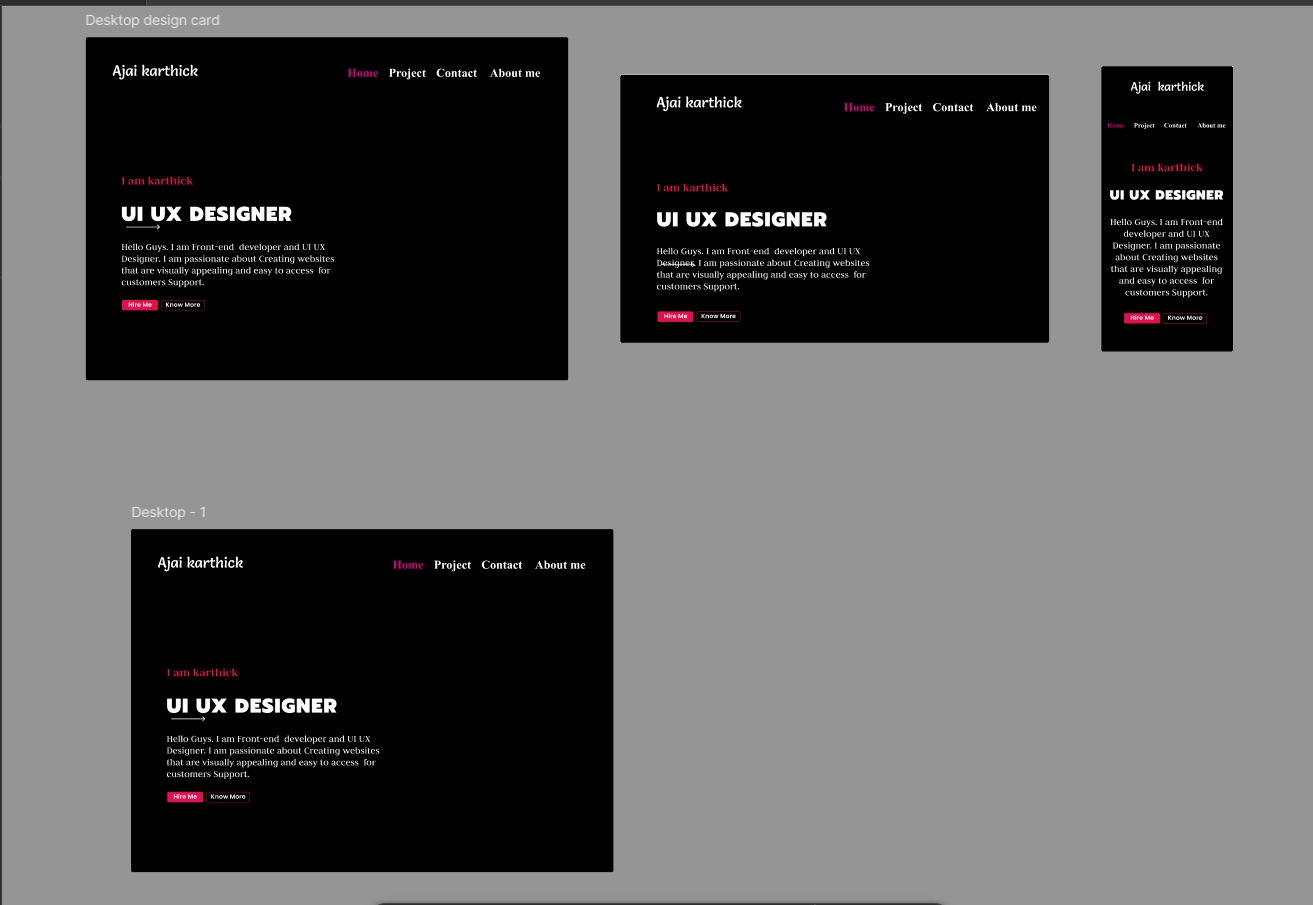 Desktop design card
Ajai karthick
Home Project Contact About me
I am karthick
UI UX DESIGNER
Hello Guys. I am Front-end developer and UI UX
Designer. I am passionate about Creating websites
that are visually appealing and easy to access for
customers Support.
Hire Me Know More
Ajai karthick
Home Project Contact About me
I am karthick
UI UX DESIGNER
Hello Guys. I am Front-end developer and UI UX
Designer. I am passionate about Creating websites
that are visually appealing and easy to access for
customers Support.
Hire Me Know More
Ajai karthick
Home Project Contact About me
I am karthick
UI UX DESIGNER
Hello Guys. I am Front-end
developer and UI UX
Designer. I am passionate
about Creating websites
that are visually appealing
and easy to access for
customers Support.
Hire Me Know More
Desktop - 1
Ajai karthick
Home Project Contact About me
I am karthick
UI UX DESIGNER
Hello Guys. I am Front-end developer and UI UX
Designer. I am passionate about Creating websites
that are visually appealing and easy to access for
customers Support.
Hire Me Know More